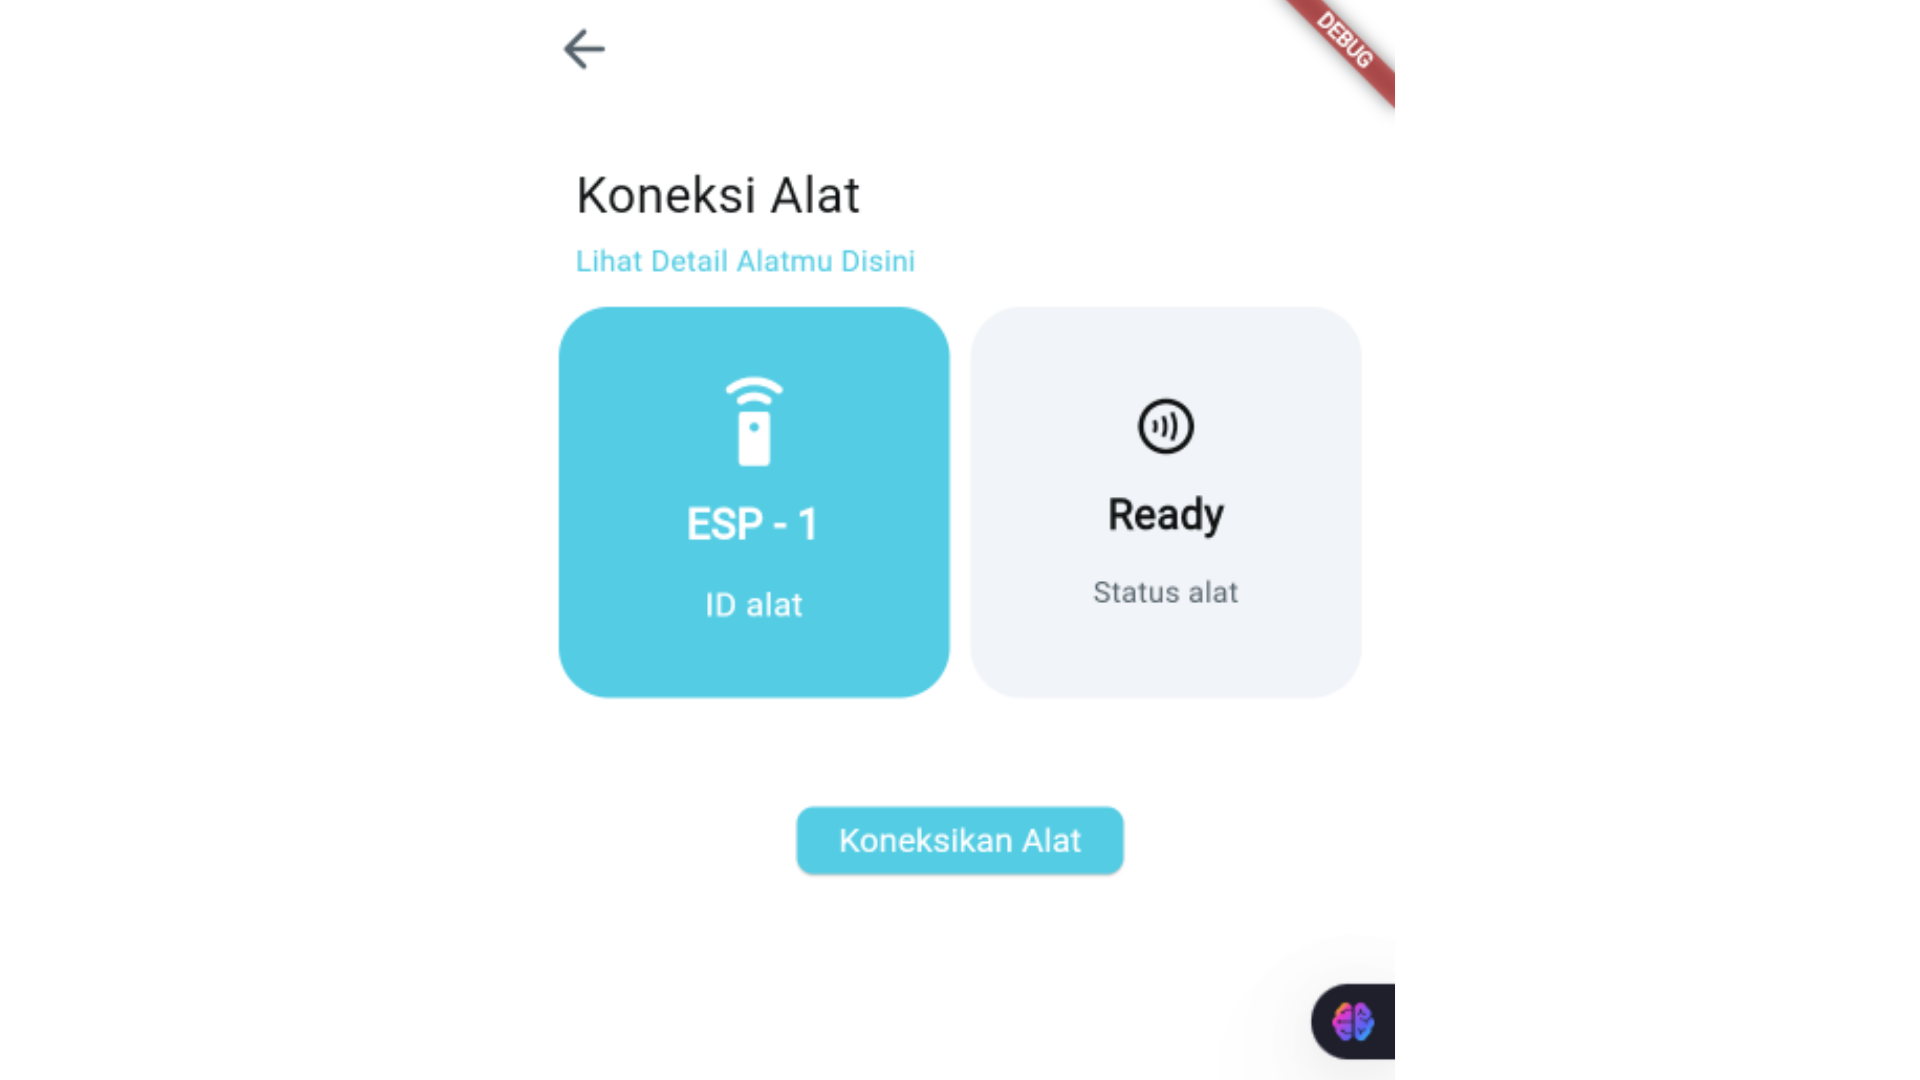 DEBUG
Koneksi Alat
Lihat Detail Alatmu Disini
ESP - 1
ID alat
Ready
Status alat
Koneksikan Alat